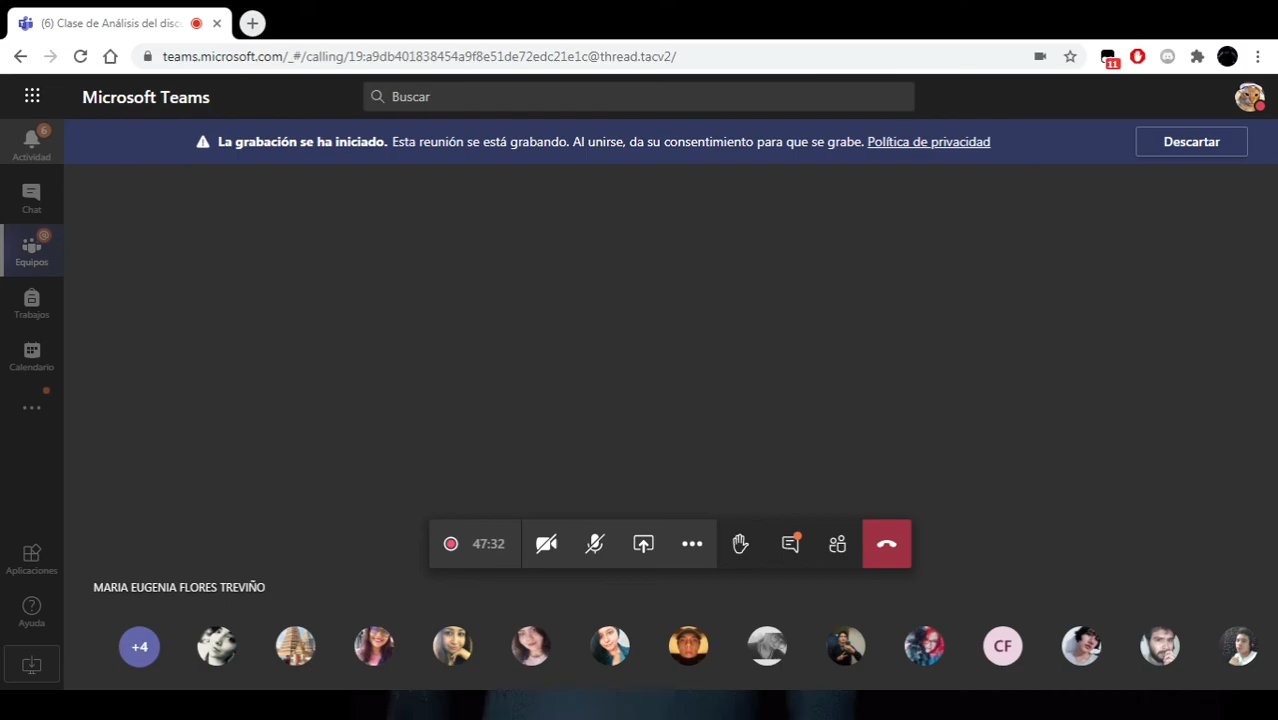 (6) Clase de Análisis del discu
teams.microsoft.com/_#/calling/19:a9db401838454a9f8e51de72edc21e1c@thread.tacv2/
11
Microsoft Teams
Buscar
6
Actividad
La grabación se ha iniciado. Esta reunión se está grabando. Al unirse, da su consentimiento para que se grabe. Política de privacidad
Descartar
Chat
Equipos
Trabajos
Calendario
47:32
Aplicaciones
MARIA EUGENIA FLORES TREVIÑO
Ayuda
+4
CF